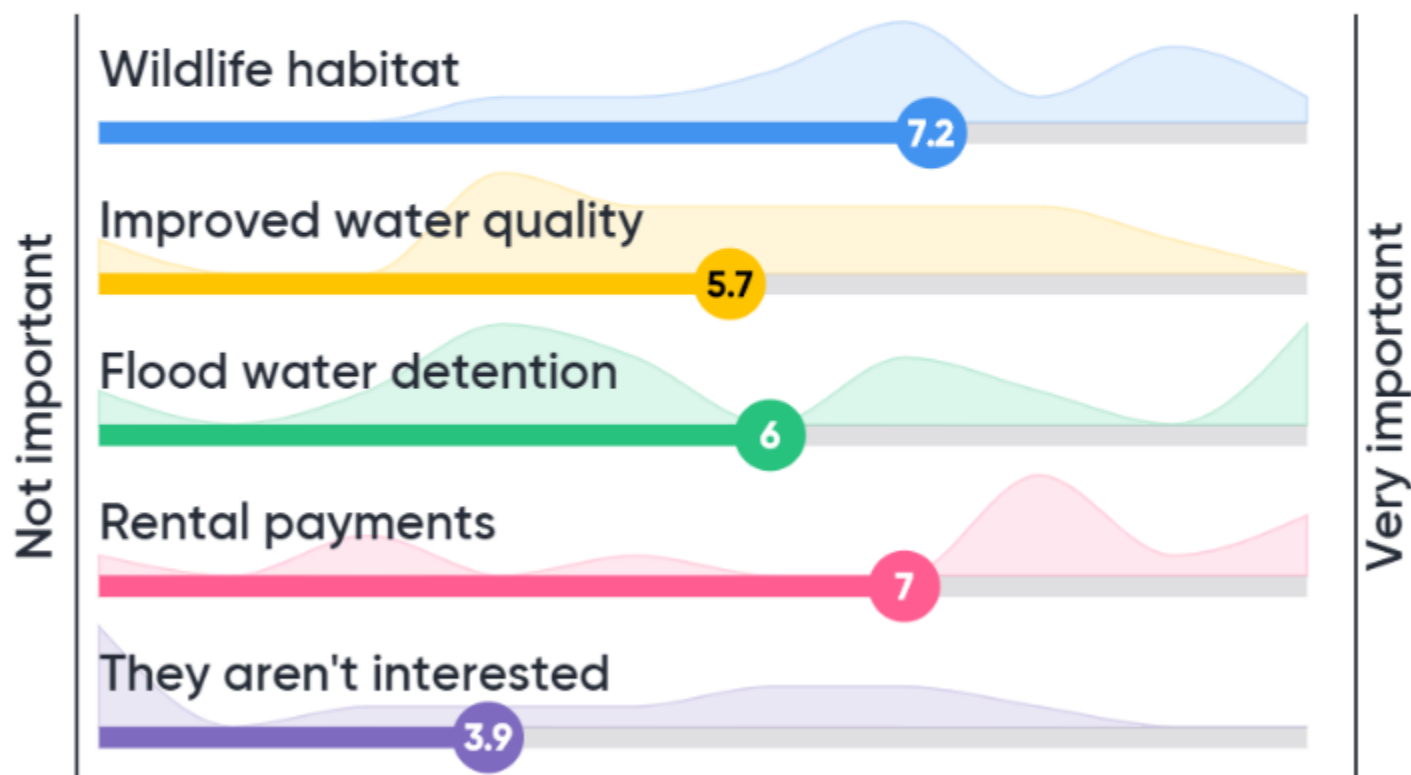 Not important
Wildlife habitat
7.2
Improved water quality
5.7
Flood water detention
6
Rental payments
7
They aren't interested
3.9
Very important